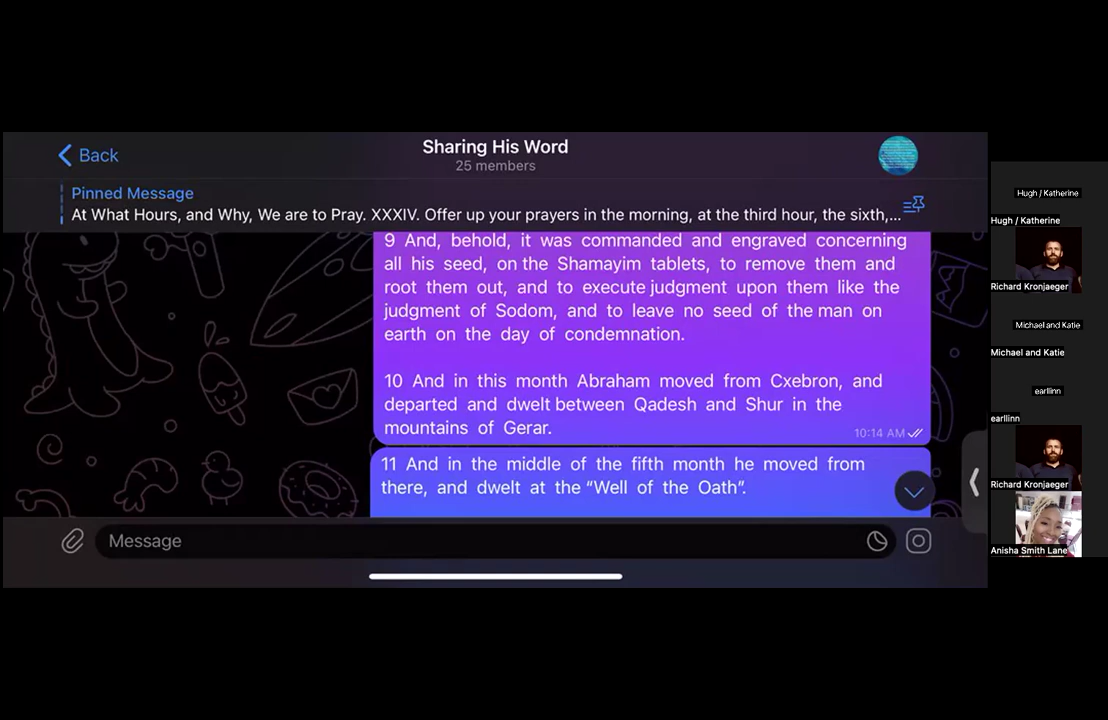 Back
Sharing His Word
25 members
Pinned Message
At What Hours, and Why, We are to Pray. XXXIV. Offer up your prayers in the morning, at the third hour, the sixth,...
9 And, behold, it was commanded and engraved concerning
all his seed, on the Shamayim tablets, to remove them and
root them out, and to execute judgment upon them like the
judgment of Sodom, and to leave no seed of the man on
earth on the day of condemnation.
10 And in this month Abraham moved from Cxebron, and
departed and dwelt between Qadesh and Shur in the
mountains of Gerar.
10:14 AM
11 And in the middle of the fifth month he moved from
there, and dwelt at the “Well of the Oath”.
Message
Hugh / Katherine
Hugh / Katherine
Richard Kronjaeger
Michael and Katie
Michael and Katie
earllinn
earllinn
Richard Kronjaeger
Anisha Smith Lane